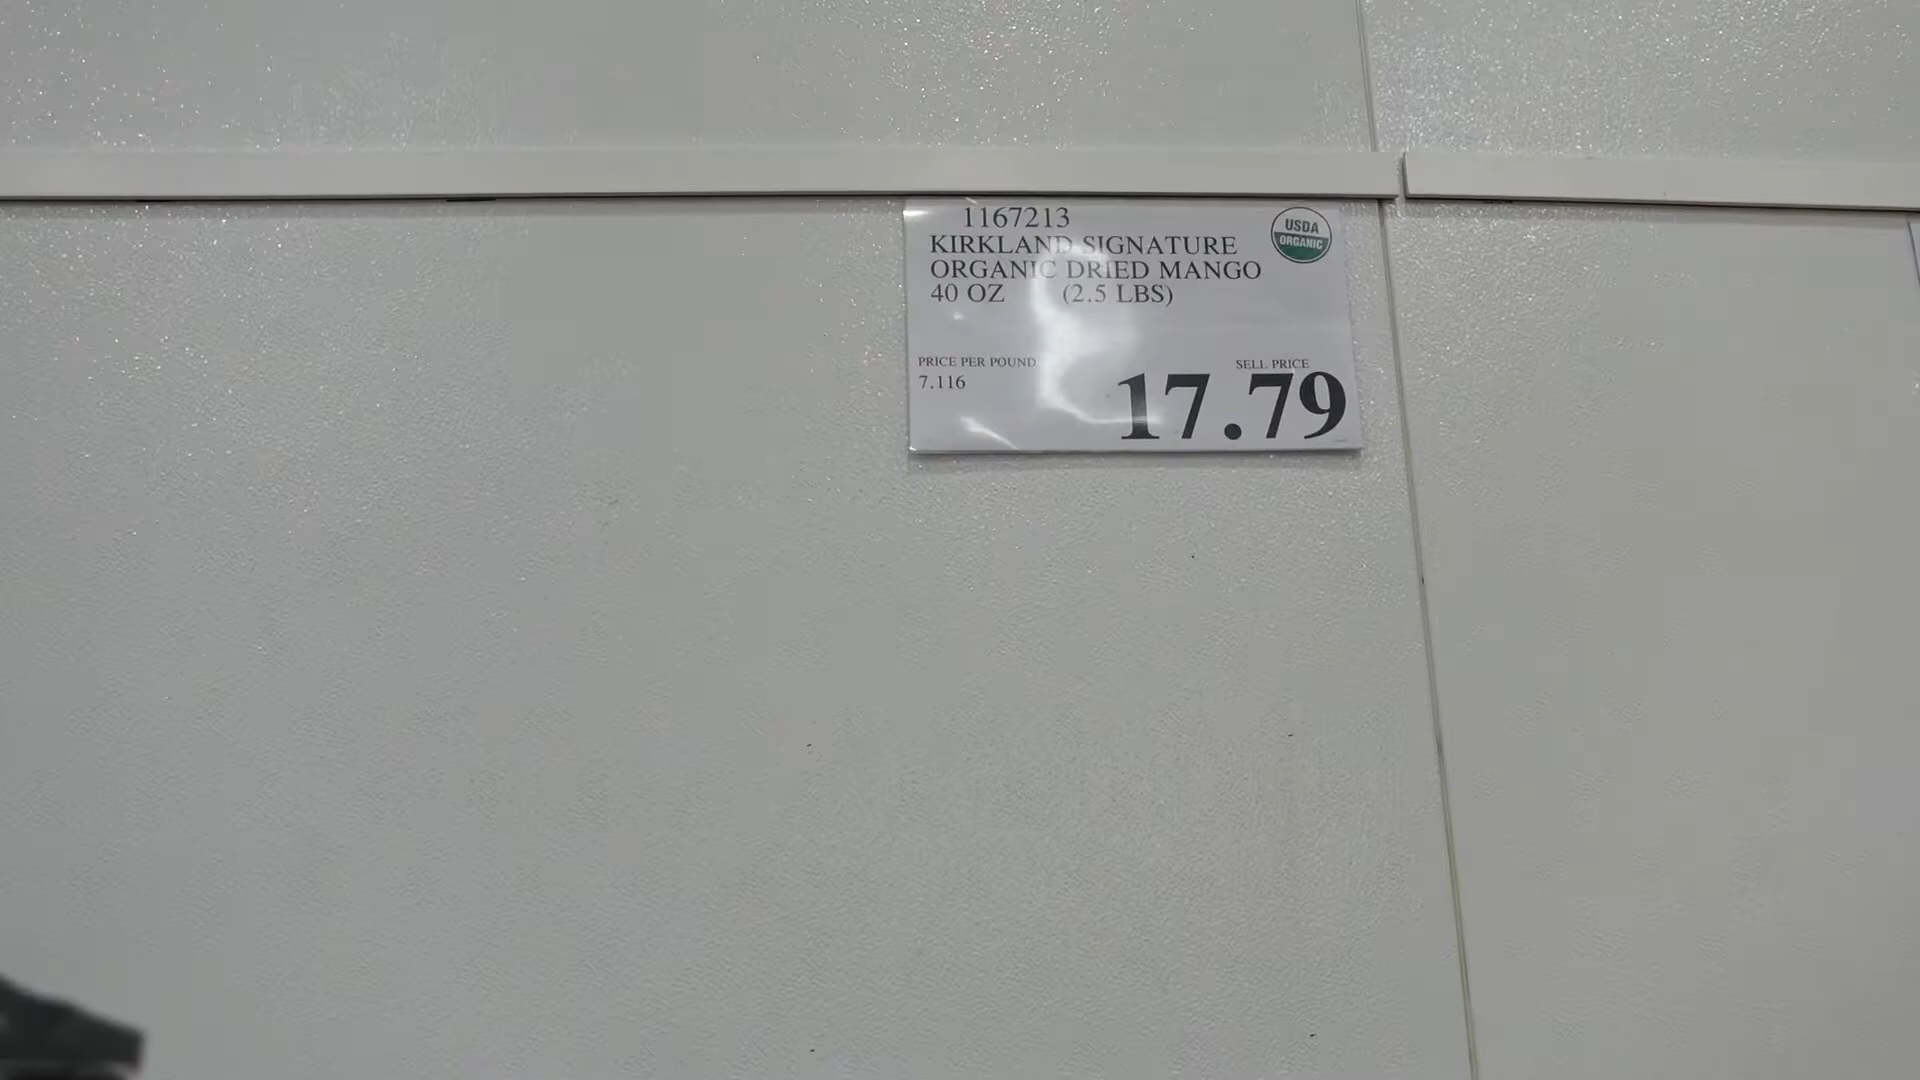 1167213
KIRKLAND SIGNATURE
ORGANIC DRIED MANGO
40 OZ (2.5 LBS)
USDA
ORGANIC
PRICE PER POUND
7.116
SELL PRICE
17.79